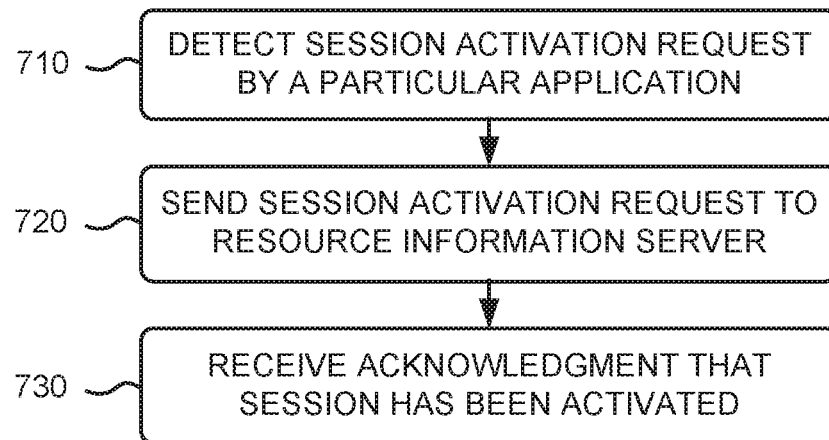 710
DETECT SESSION ACTIVATION REQUEST
BY A PARTICULAR APPLICATION
720
SEND SESSION ACTIVATION REQUEST TO
RESOURCE INFORMATION SERVER
730
RECEIVE ACKNOWLEDGMENT THAT
SESSION HAS BEEN ACTIVATED